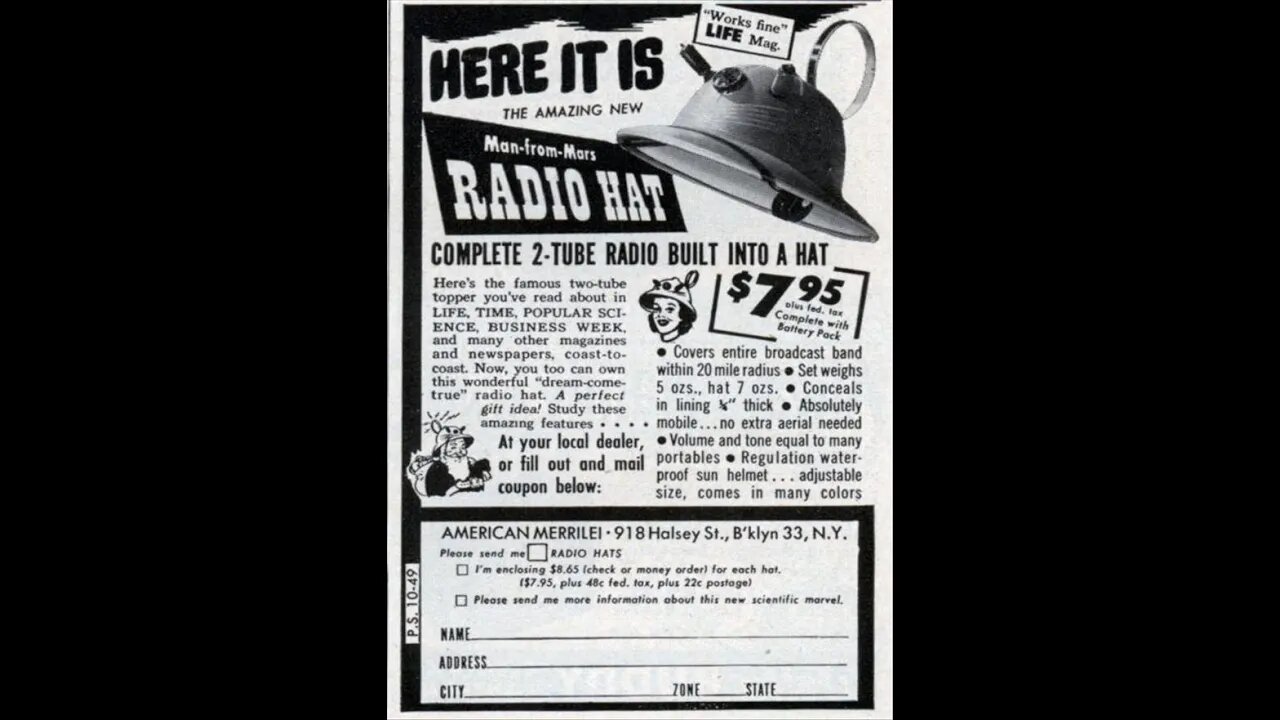 "Works fine"
LIFE Mag.
HERE IT IS
THE AMAZING NEW
Man-from-Mars
RADIO HAT
COMPLETE 2-TUBE RADIO BUILT INTO A HAT
Here's the famous two-tube
topper you've read about in
LIFE, TIME, POPULAR SCI-
ENCE, BUSINESS WEEK,
and many other magazines
and newspapers, coast-to-
coast. Now, you too can own
this wonderful "dream-come-
true" radio hat. A perfect
gift idea! Study these
amazing features • • • •
At your local dealer,
or fill out and mail
coupon below:
$7.95
plus fed. tax
Complete with
Battery Pack
• Covers entire broadcast band
within 20 mile radius • Set weighs
5 ozs., hat 7 ozs. • Conceals
in lining ¾" thick • Absolutely
mobile...no extra aerial needed
• Volume and tone equal to many
portables • Regulation water-
proof sun helmet... adjustable
size, comes in many colors
AMERICAN MERRILEI • 918 Halsey St., B'klyn 33, N.Y.
Please send me RADIO HATS
I'm enclosing $8.65 (check or money order) for each hat.
($7.95, plus 48c fed. tax, plus 22c postage)
Please send me more information about this new scientific marvel.
NAME
ADDRESS
CITY ZONE STATE
P.S. 10-49